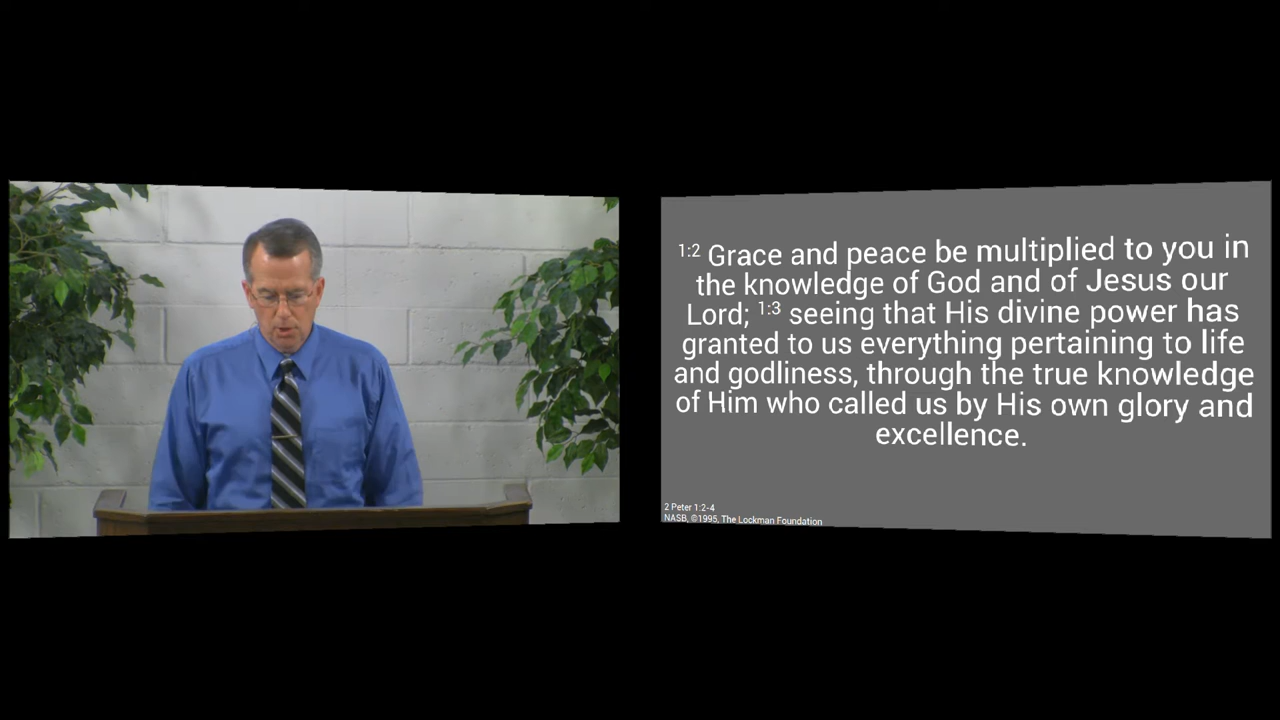 1:2 Grace and peace be multiplied to you in
the knowledge of God and of Jesus our
Lord; 1:3 seeing that His divine power has
granted to us everything pertaining to life
and godliness, through the true knowledge
of Him who called us by His own glory and
excellence.
2 Peter 1:2-4
NASB, ©1995, The Lockman Foundation